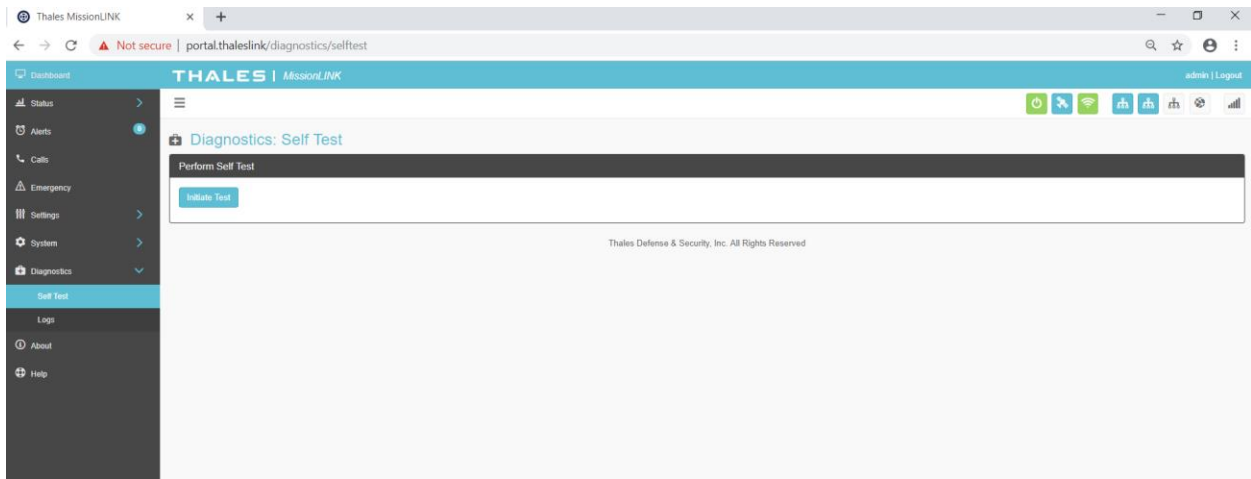 Thales MissionLINK
Not secure | portal.thaleslink/diagnostics/selftest
Dashboard
THALES | MissionLINK
admin | Logout
Status
Alerts
0
Calls
Emergency
Settings
System
Diagnostics
Self Test
Logs
About
Help
Diagnostics: Self Test
Perform Self Test
Initiate Test
Thales Defense & Security, Inc. All Rights Reserved